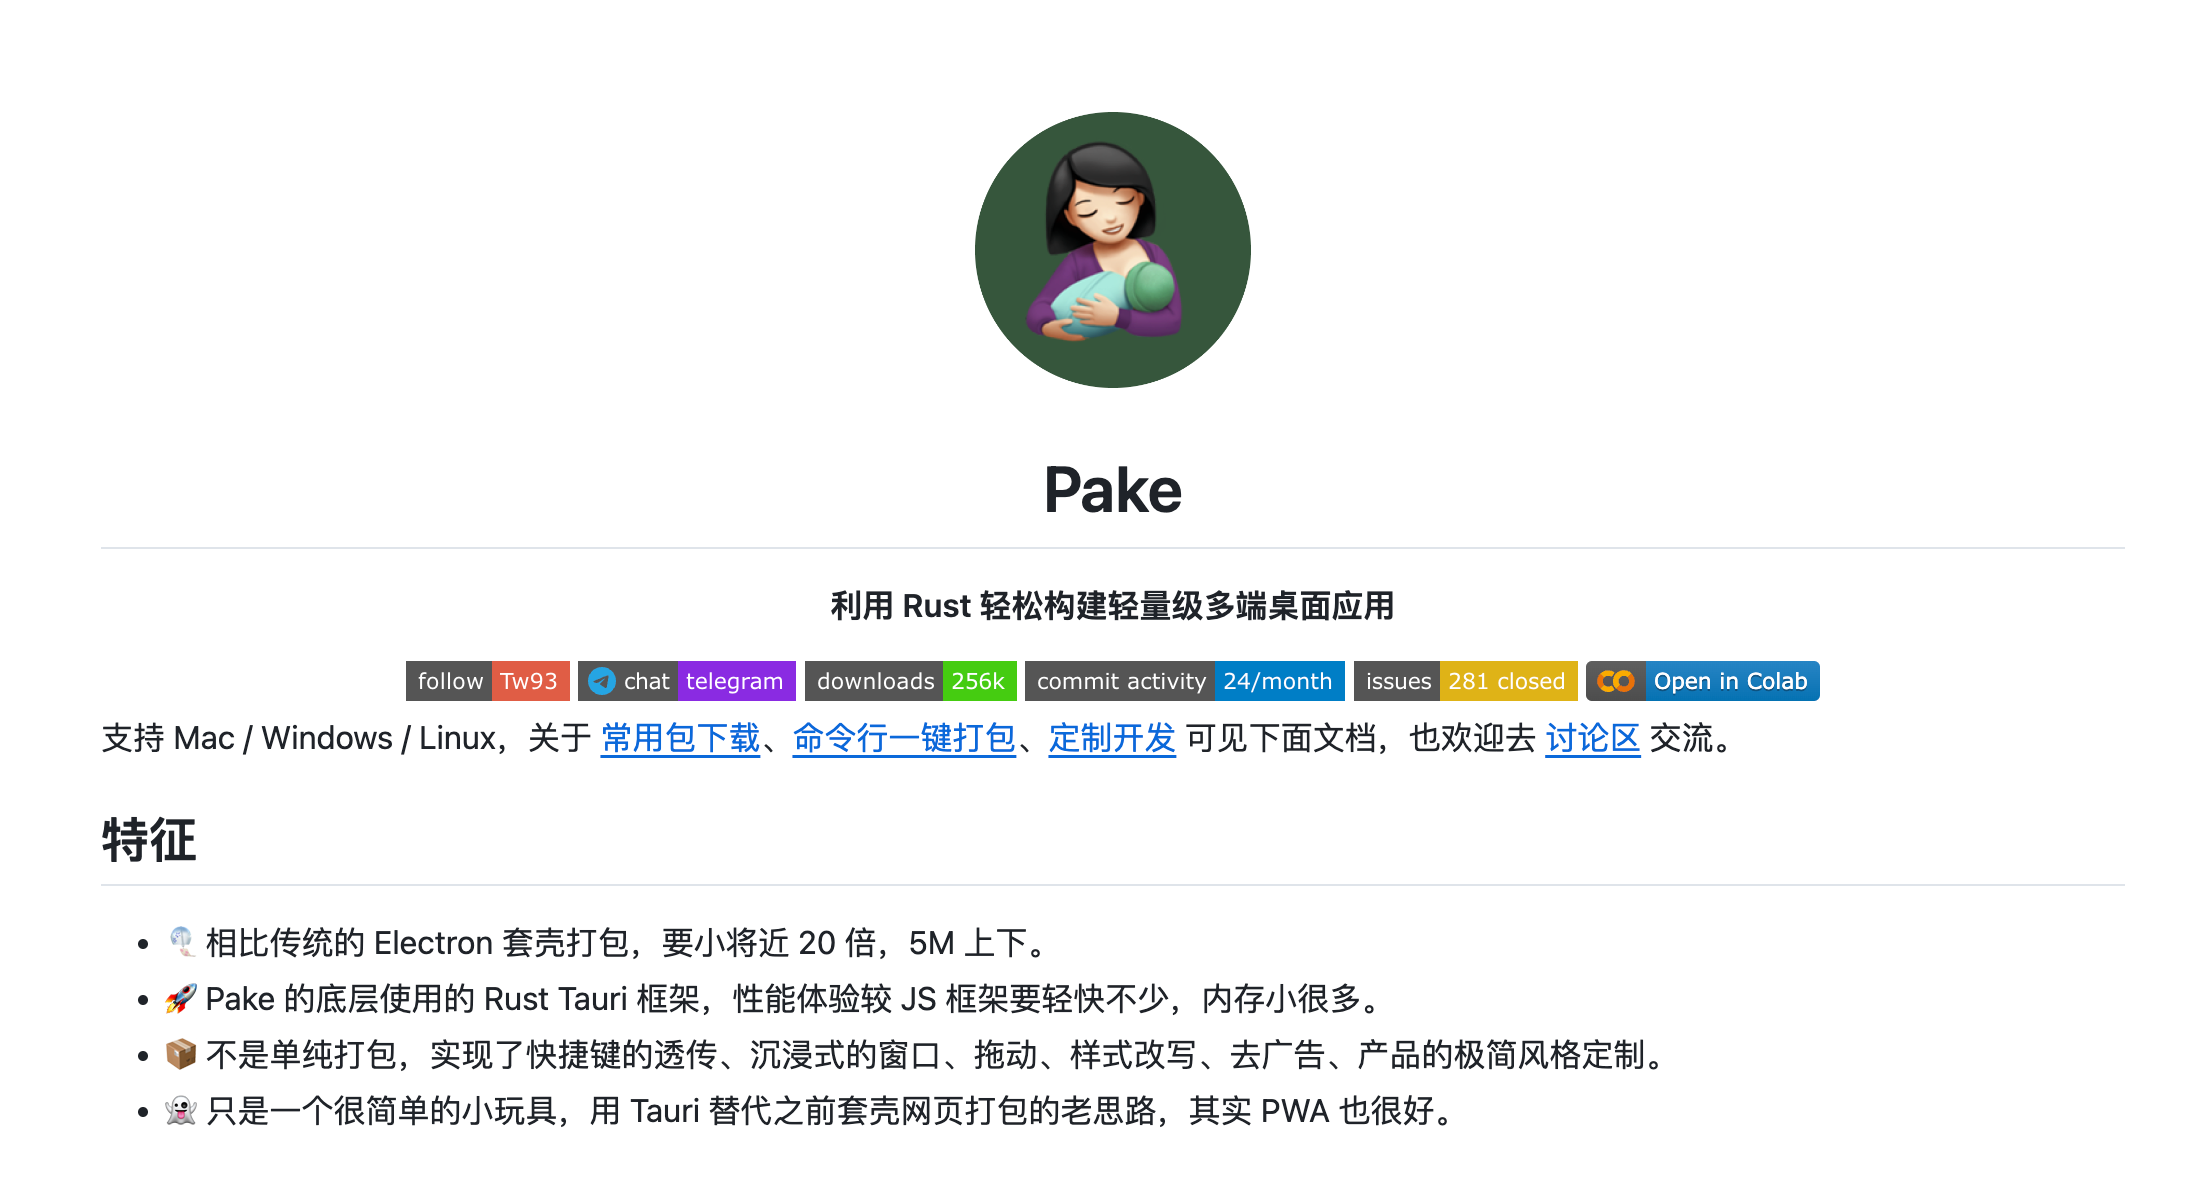 Pake
利用 Rust 轻松构建轻量级多端桌面应用
follow Tw93 chat telegram downloads 256k commit activity 24/month issues 281 closed Open in Colab
支持 Mac / Windows / Linux，关于 常用包下载、命令行一键打包、定制开发 可见下面文档，也欢迎去 讨论区 交流。
特征
• 🎐 相比传统的 Electron 套壳打包，要小将近 20 倍，5M 上下。
• 🚀 Pake 的底层使用的 Rust Tauri 框架，性能体验较 JS 框架要轻快不少，内存小很多。
• 📦 不是单纯打包，实现了快捷键的透传、沉浸式的窗口、拖动、样式改写、去广告、产品的极简风格定制。
• 👻 只是一个很简单的小玩具，用 Tauri 替代之前套壳网页打包的老思路，其实 PWA 也很好。